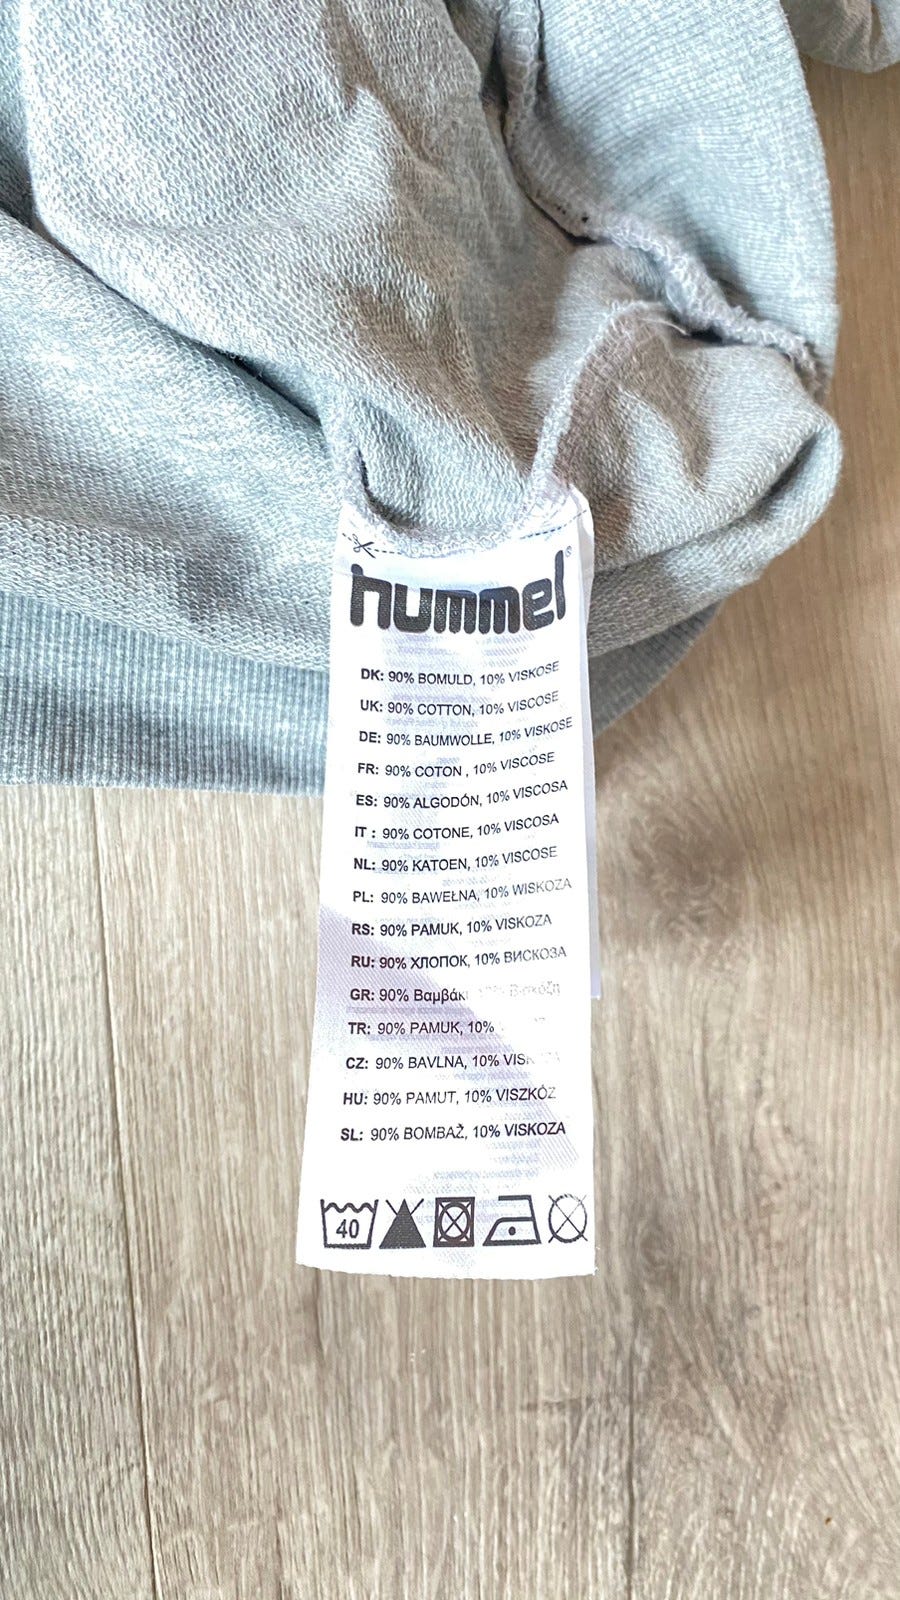 hummel®
DK: 90% BOMULD, 10% VISKOSE
UK: 90% COTTON, 10% VISCOSE
DE: 90% BAUMWOLLE, 10% VISKOSE
FR: 90% COTON , 10% VISCOSE
ES: 90% ALGODÓN, 10% VISCOSA
IT : 90% COTONE, 10% VISCOSA
NL: 90% KATOEN, 10% VISCOSE
PL: 90% BAWEŁNA, 10% WISKOZA
RS: 90% PAMUK, 10% VISKOZA
RU: 90% ХЛОПОК, 10% ВИСКОЗА
GR: 90% Βαμβάκι
TR: 90% PAMUK, 10%
CZ: 90% BAVLNA, 10%
HU: 90% PAMUT, 10% VISZKÓZ
SL: 90% BOMBAŽ, 10% VISKOZA
40